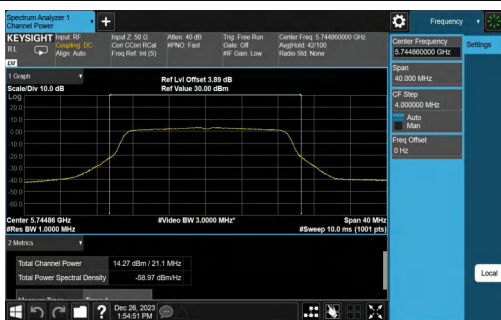 Spectrum Analyzer 1
Channel Power
Frequency
KEYSIGHT
Input: RF
Input Z: 50 Ω
Atten: 40 dB
Trig: Free Run
Center Freq: 5.744860000 GHz
RL
Coupling: DC
Corr CCorr RCal
#PNO: Fast
Gate: Off
Avg|Hold: 42/100
Align: Auto
Freq Ref: Int (S)
#IF Gain: Low
Radio Std: None
LW
Center Frequency
5.744860000 GHz
Settings
Span
40.000 MHz
CF Step
4.000000 MHz
Auto
Man
Freq Offset
0 Hz
1 Graph
Ref Lvl Offset 3.89 dB
Scale/Div 10.0 dB
Ref Value 30.00 dBm
Log
20.0
10.0
0.00
-10.0
-20.0
-30.0
-40.0
-50.0
-60.0
Center 5.74486 GHz
#Video BW 3.0000 MHz*
Span 40 MHz
#Res BW 1.0000 MHz
#Sweep 10.0 ms (1001 pts)
2 Metrics
Total Channel Power
14.27 dBm / 21.1 MHz
Total Power Spectral Density
-58.97 dBm/Hz
Local
Dec 26, 2023
1:54:51 PM